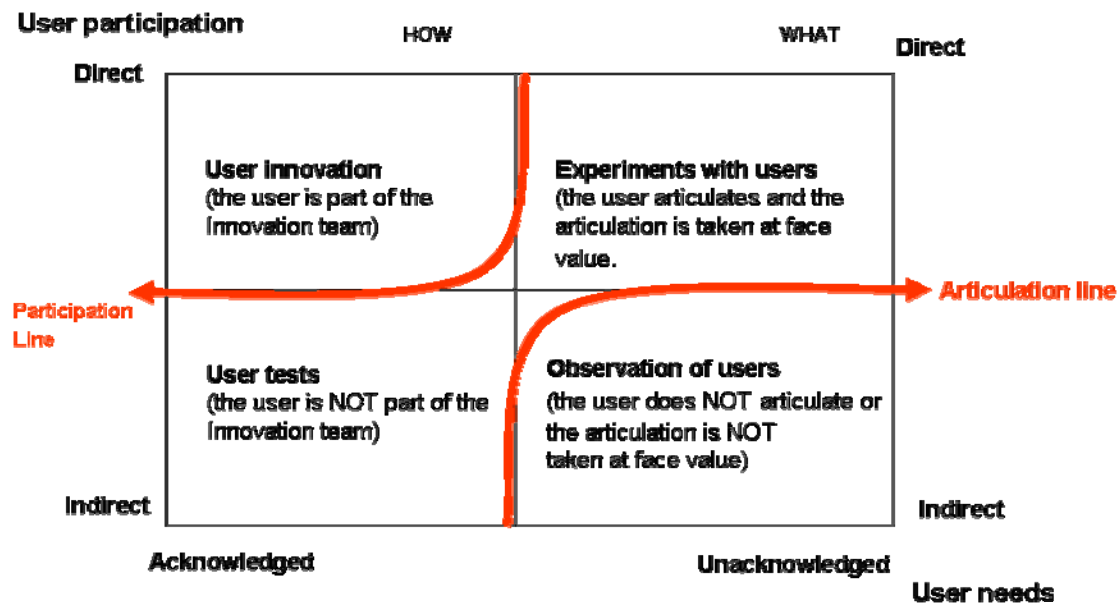 User participation
HOW
WHAT
Direct
Direct
User innovation
(the user is part of the
innovation team)
Experiments with users
(the user articulates and the
articulation is taken at face
value.
Participation
Line
Articulation line
User tests
(the user is NOT part of the
innovation team)
Observation of users
(the user does NOT articulate or
the articulation is NOT
taken at face value)
Indirect
Indirect
Acknowledged
Unacknowledged
User needs